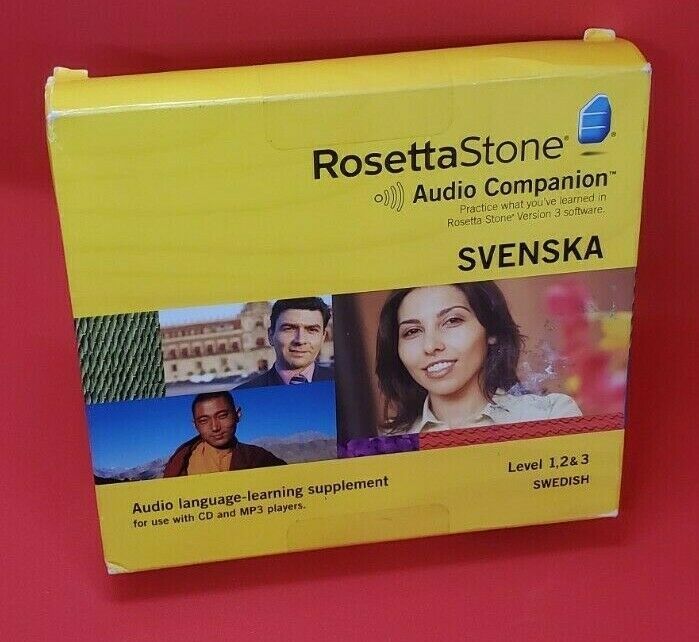 RosettaStone®
Audio Companion™
Practice what you've learned in
Rosetta Stone® Version 3 software.
SVENSKA
Level 1,2&3
SWEDISH
Audio language-learning supplement
for use with CD and MP3 players.